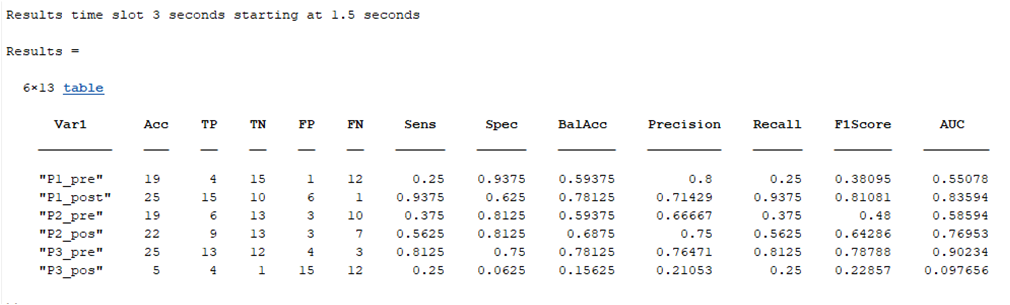 Results time slot 3 seconds starting at 1.5 seconds
Results =
6×13 table
Var1 Acc TP TN FP FN Sens Spec BalAcc Precision Recall F1Score AUC
"P1_pre" 19 4 15 1 12 0.25 0.9375 0.59375 0.8 0.25 0.38095 0.55078
"P1_post" 25 15 10 6 1 0.9375 0.625 0.78125 0.71429 0.9375 0.81081 0.83594
"P2_pre" 19 6 13 3 10 0.375 0.8125 0.59375 0.66667 0.375 0.48 0.58594
"P2_pos" 22 9 13 3 7 0.5625 0.8125 0.6875 0.75 0.5625 0.64286 0.76953
"P3_pre" 25 13 12 4 3 0.8125 0.75 0.78125 0.76471 0.8125 0.78788 0.90234
"P3_pos" 5 4 1 15 12 0.25 0.0625 0.15625 0.21053 0.25 0.22857 0.097656